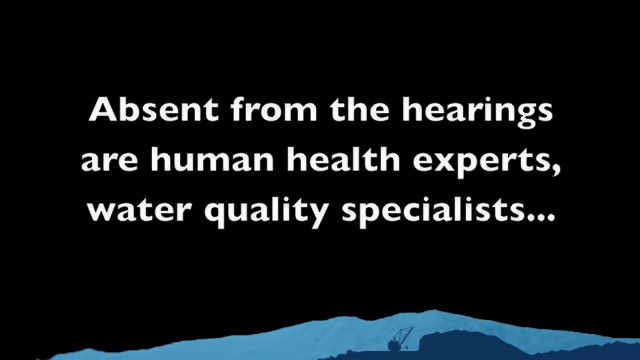 Absent from the hearings
are human health experts,
water quality specialists...